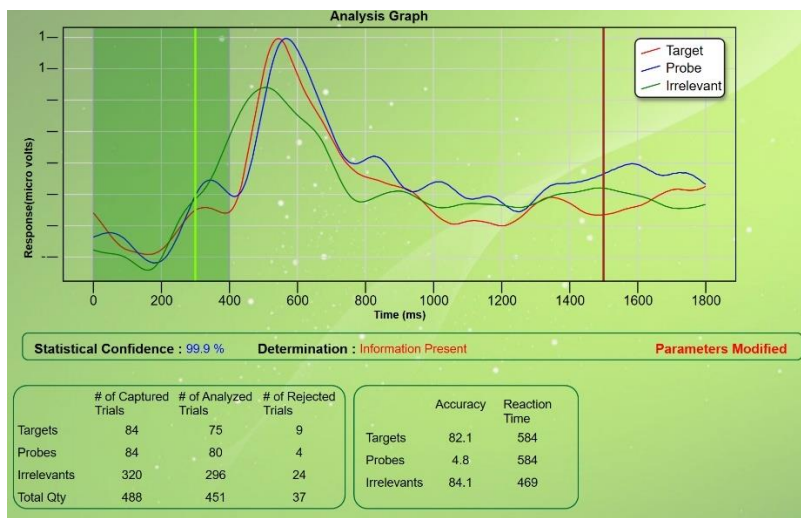 Analysis Graph
1
1
Response(micro volts)
Target
Probe
Irrelevant
0 200 400 600 800 1000 1200 1400 1600 1800
Time (ms)
Statistical Confidence : 99.9 % Determination : Information Present Parameters Modified
# of Captured Trials # of Analyzed Trials # of Rejected Trials
Targets 84 75 9
Probes 84 80 4
Irrelevants 320 296 24
Total Qty 488 451 37
Accuracy Reaction Time
Targets 82.1 584
Probes 4.8 584
Irrelevants 84.1 469